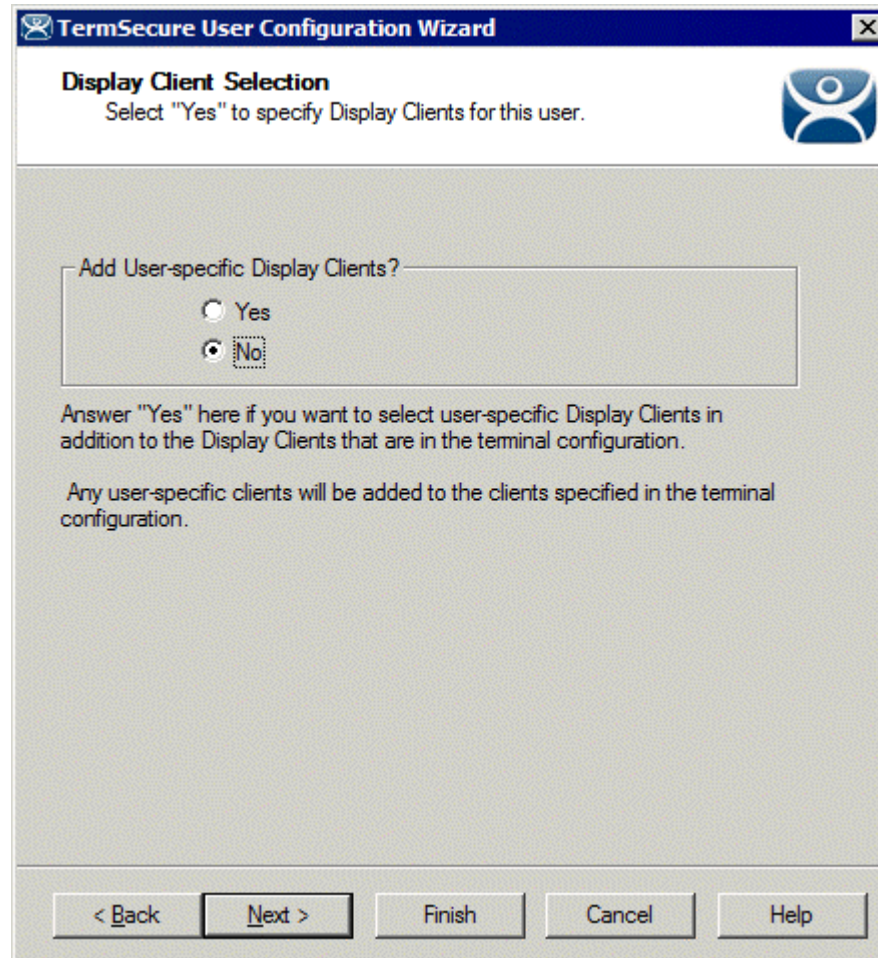 TermSecure User Configuration Wizard
Display Client Selection
Select "Yes" to specify Display Clients for this user.
Add User-specific Display Clients?
Yes
No
Answer "Yes" here if you want to select user-specific Display Clients in
addition to the Display Clients that are in the terminal configuration.
Any user-specific clients will be added to the clients specified in the terminal
configuration.
< Back
Next >
Finish
Cancel
Help